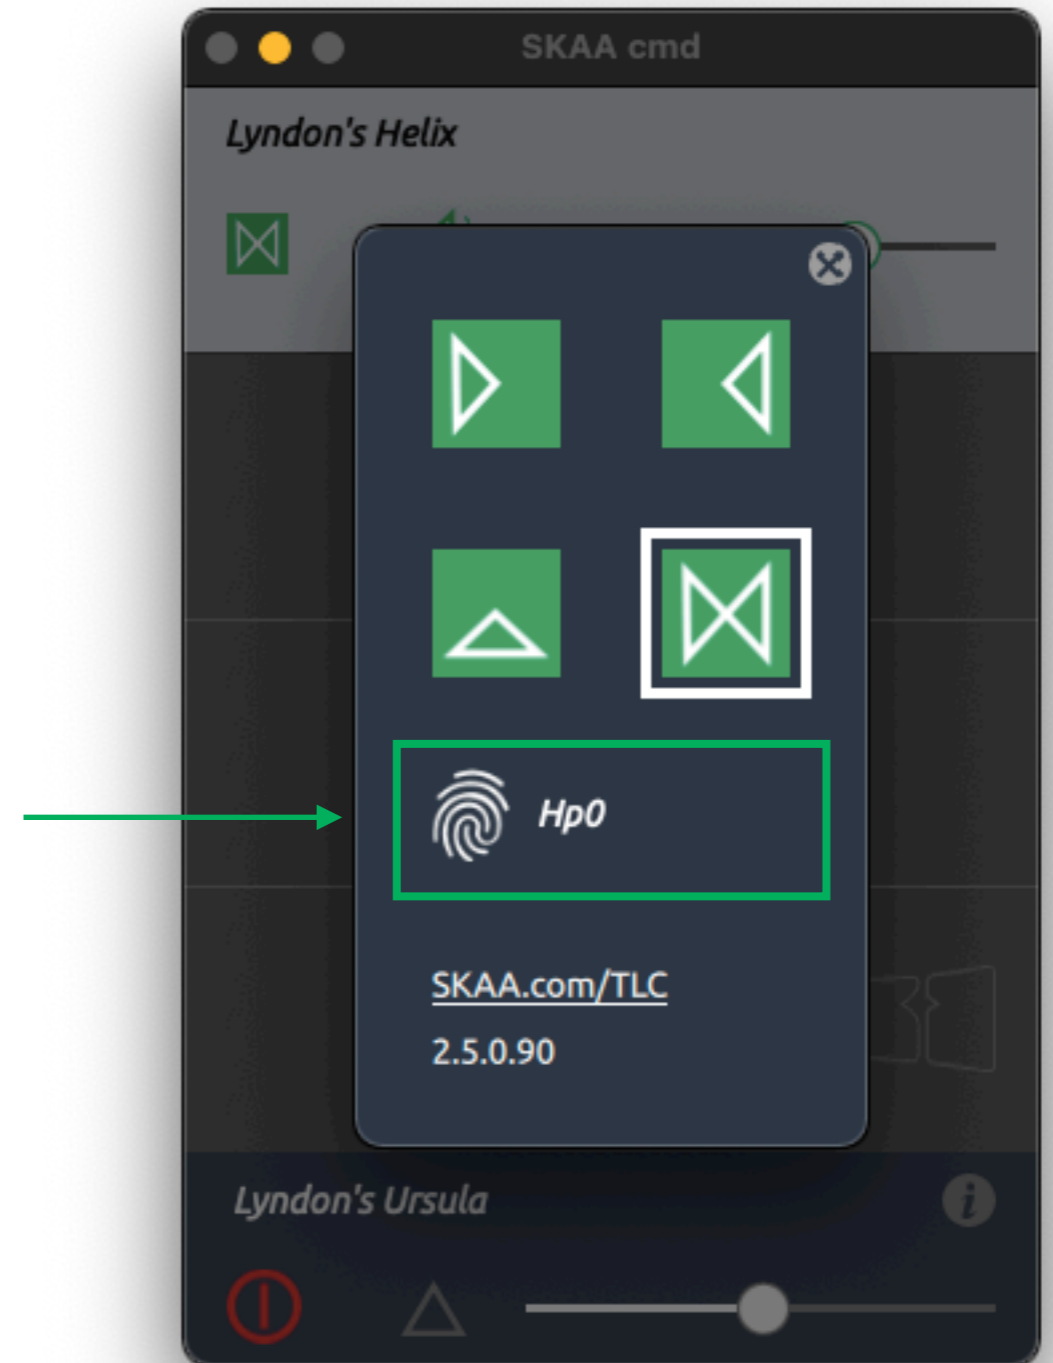 SKAA cmd
Lyndon's Helix
Hp0
SKAA.com/TLC
2.5.0.90
Lyndon's Ursula
i